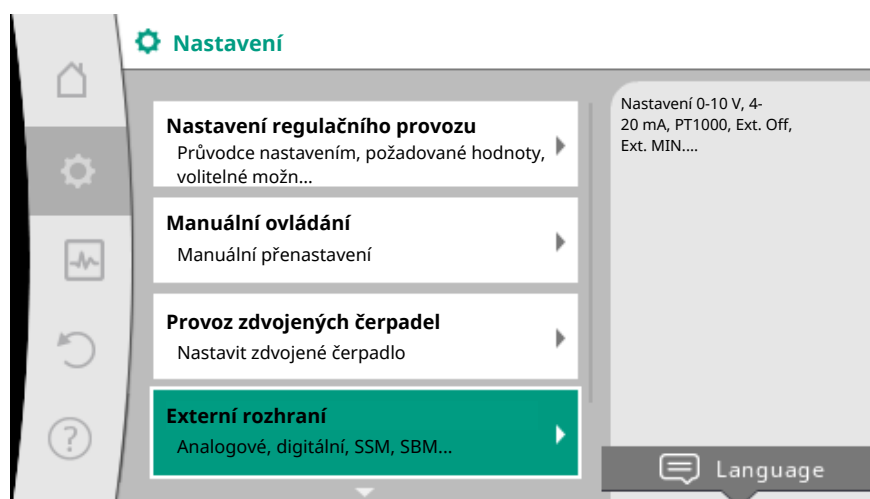 Nastavení
Nastavení regulačního provozu
Průvodce nastavením, požadované hodnoty,
volitelné možn...
Manuální ovládání
Manuální přenastavení
Provoz zdvojených čerpadel
Nastavit zdvojené čerpadlo
Externí rozhraní
Analogové, digitální, SSM, SBM...
Nastavení 0-10 V, 4-
20 mA, PT1000, Ext. Off,
Ext. MIN....
Language